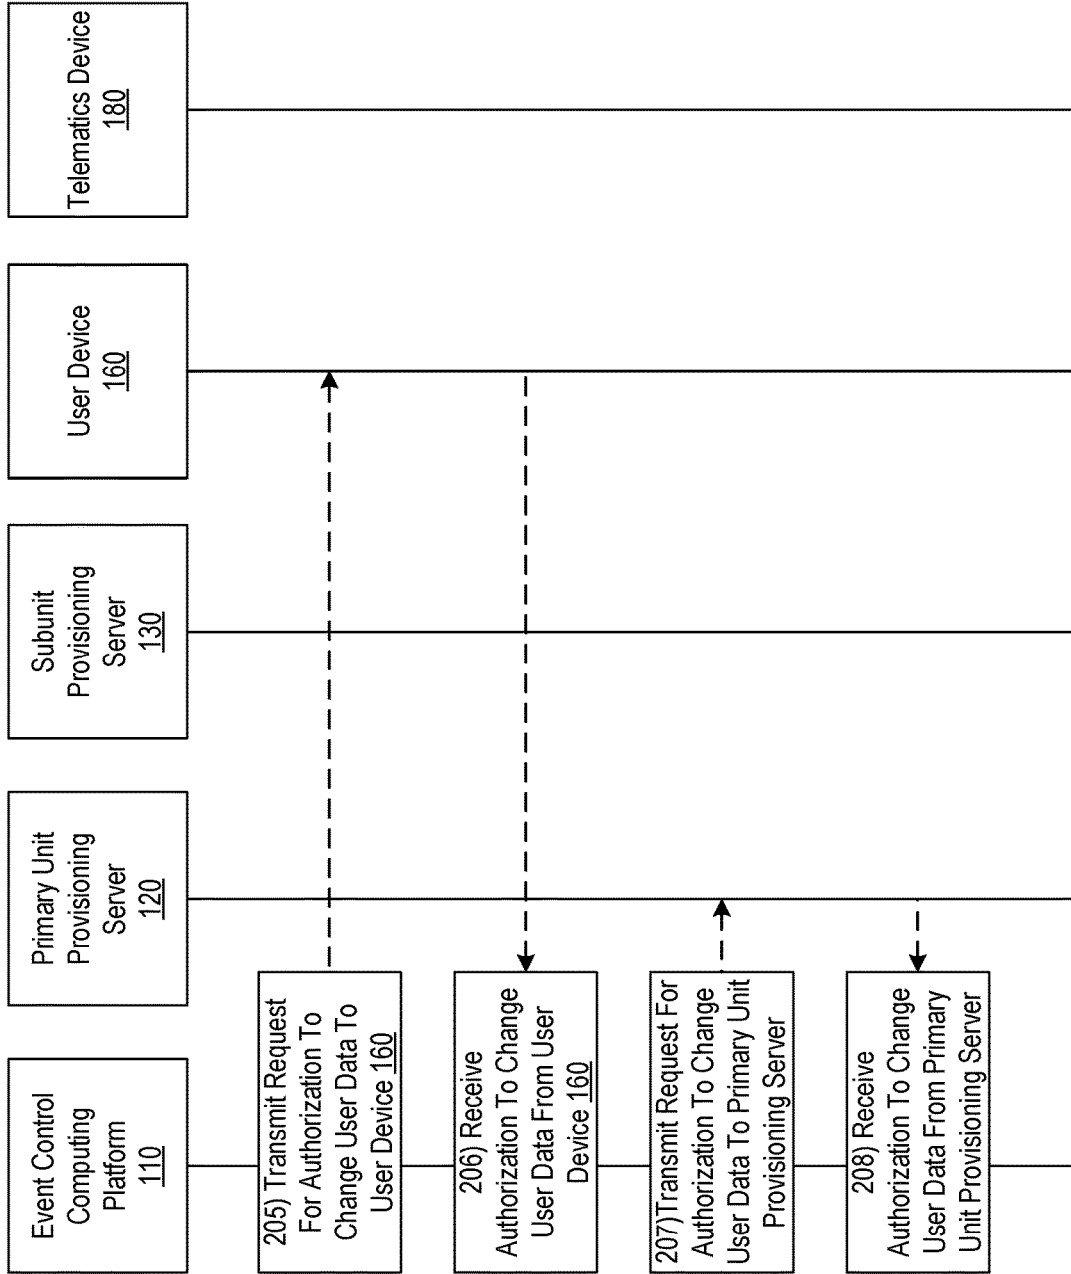 Event Control
Computing
Platform
110
Primary Unit
Provisioning
Server
120
Subunit
Provisioning
Server
130
User Device
160
Telematics Device
180
205) Transmit Request
For Authorization To
Change User Data To
User Device 160
206) Receive
Authorization To Change
User Data From User
Device 160
207)Transmit Request For
Authorization To Change
User Data To Primary Unit
Provisioning Server
208) Receive
Authorization To Change
User Data From Primary
Unit Provisioning Server